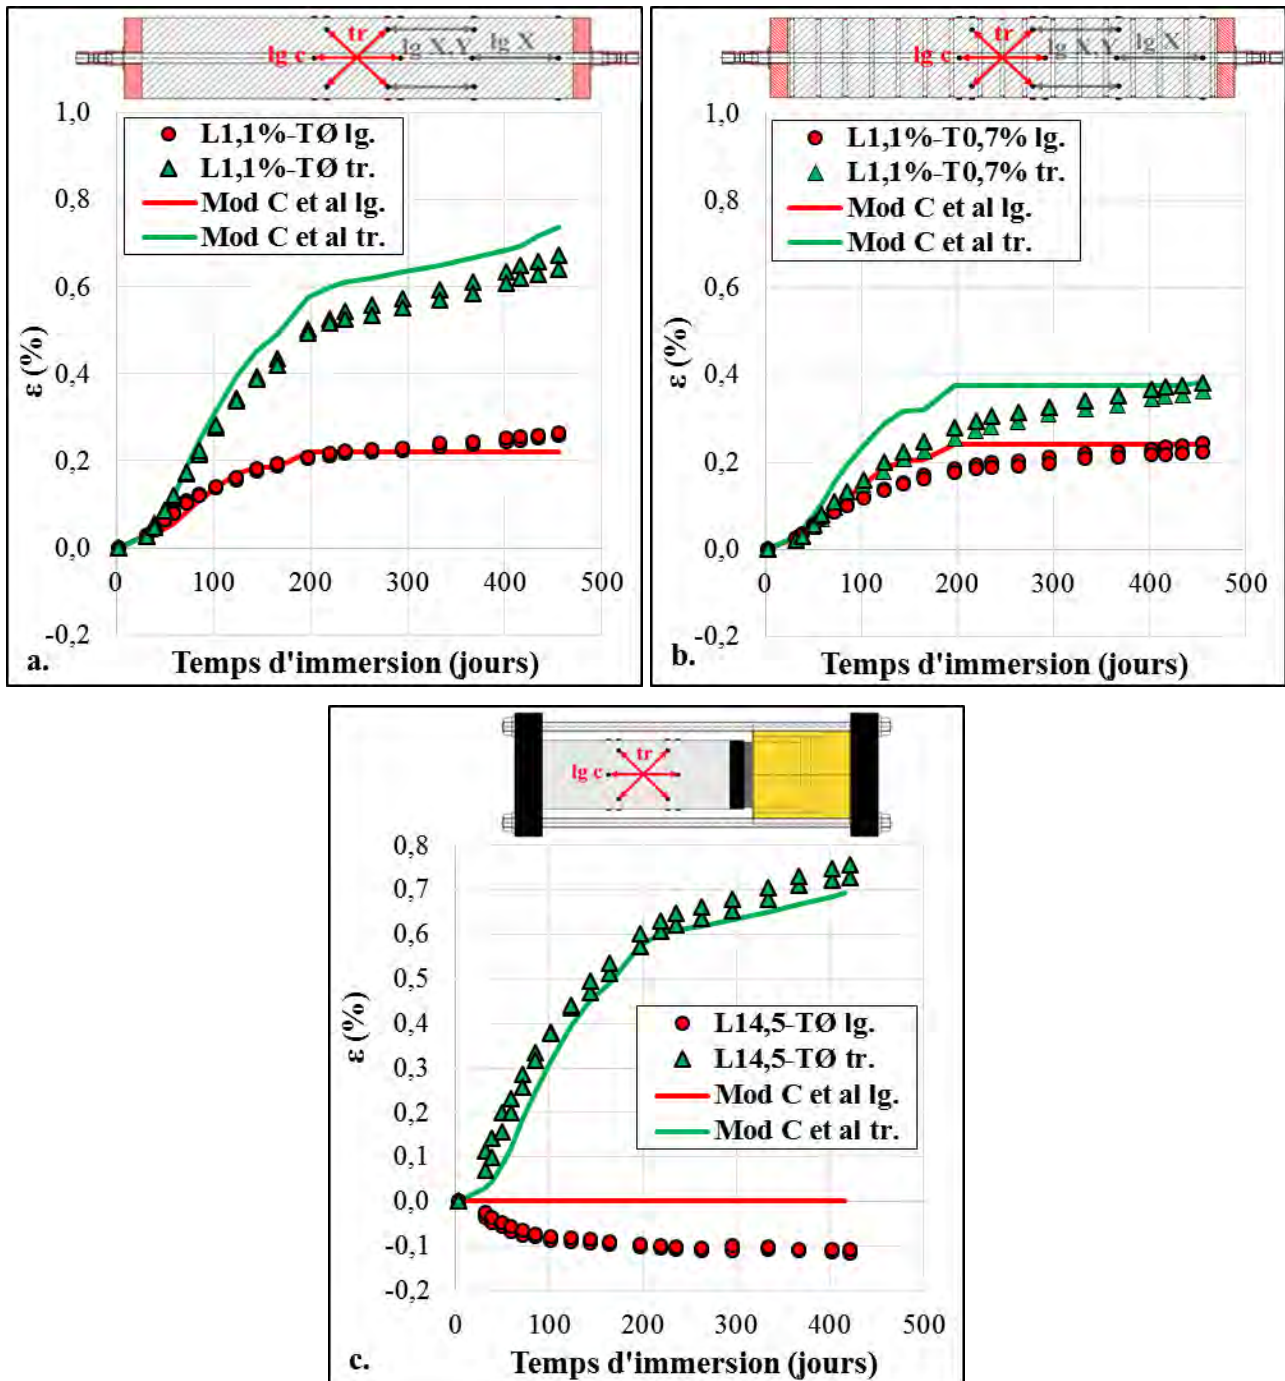 tr
lg c
lg X,Y
lg X
1,0
0,8
0,6
0,4
0,2
0,0
-0,2
ε (%)
L1,1%-TØ lg.
L1,1%-TØ tr.
Mod C et al lg.
Mod C et al tr.
0 100 200 300 400 500
Temps d'immersion (jours)
a.
tr
lg c
lg X,Y
lg X
1,0
0,8
0,6
0,4
0,2
0,0
-0,2
ε (%)
L1,1%-T0,7% lg.
L1,1%-T0,7% tr.
Mod C et al lg.
Mod C et al tr.
0 100 200 300 400 500
Temps d'immersion (jours)
b.
tr
lg c
0,8
0,7
0,6
0,5
0,4
0,3
0,2
0,1
0,0
-0,1
-0,2
ε (%)
L14,5-TØ lg.
L14,5-TØ tr.
Mod C et al lg.
Mod C et al tr.
0 100 200 300 400 500
Temps d'immersion (jours)
c.